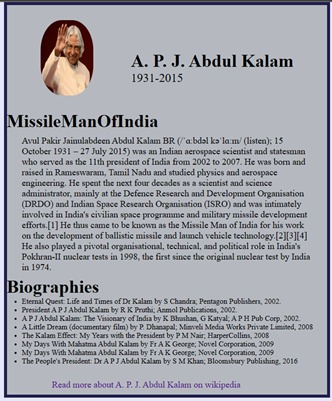 A. P. J. Abdul Kalam
1931-2015
MissileManOfIndia
Avul Pakir Jainulabdeen Abdul Kalam BR (/ˈɑːbdəl kəˈlɑːm/ (listen); 15
October 1931 – 27 July 2015) was an Indian aerospace scientist and statesman
who served as the 11th president of India from 2002 to 2007. He was born and
raised in Rameswaram, Tamil Nadu and studied physics and aerospace
engineering. He spent the next four decades as a scientist and science
administrator, mainly at the Defence Research and Development Organisation
(DRDO) and Indian Space Research Organisation (ISRO) and was intimately
involved in India's civilian space programme and military missile development
efforts.[1] He thus came to be known as the Missile Man of India for his work
on the development of ballistic missile and launch vehicle technology.[2][3][4]
He also played a pivotal organisational, technical, and political role in India's
Pokhran-II nuclear tests in 1998, the first since the original nuclear test by India
in 1974.
Biographies
• Eternal Quest: Life and Times of Dr Kalam by S Chandra; Pentagon Publishers, 2002.
• President A P J Abdul Kalam by R K Pruthi; Anmol Publications, 2002.
• A P J Abdul Kalam: The Visionary of India by K Bhushan, G Katyal; A P H Pub Corp, 2002.
• A Little Dream (documentary film) by P. Dhanapal; Minveli Media Works Private Limited, 2008
• The Kalam Effect: My Years with the President by P M Nair; HarperCollins, 2008
• My Days With Mahatma Abdul Kalam by Fr A K George; Novel Corporation, 2009
• My Days With Mahatma Abdul Kalam by Fr A K George; Novel Corporation, 2009
• The People's President: Dr A P J Abdul Kalam by S M Khan; Bloomsbury Publishing, 2016
Read more about A. P. J. Abdul Kalam on wikipedia